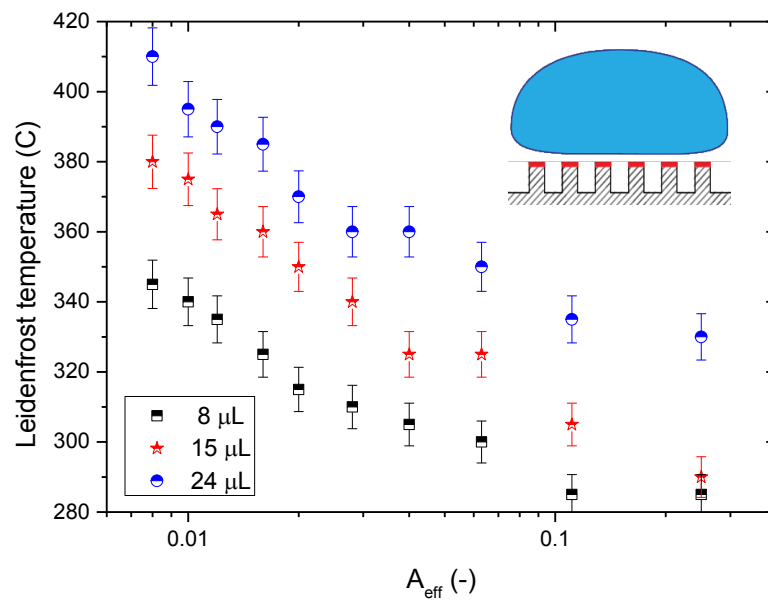 420
400
380
360
340
320
300
280
Leidenfrost temperature (C)
8 μL
15 μL
24 μL
0.01
0.1
A_eff (-)